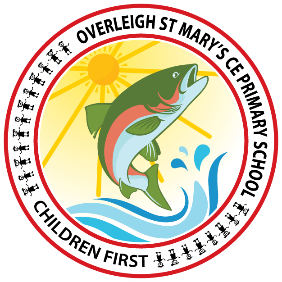 OVERLEIGH ST MARY'S CE PRIMARY SCHOOL
CHILDREN FIRST